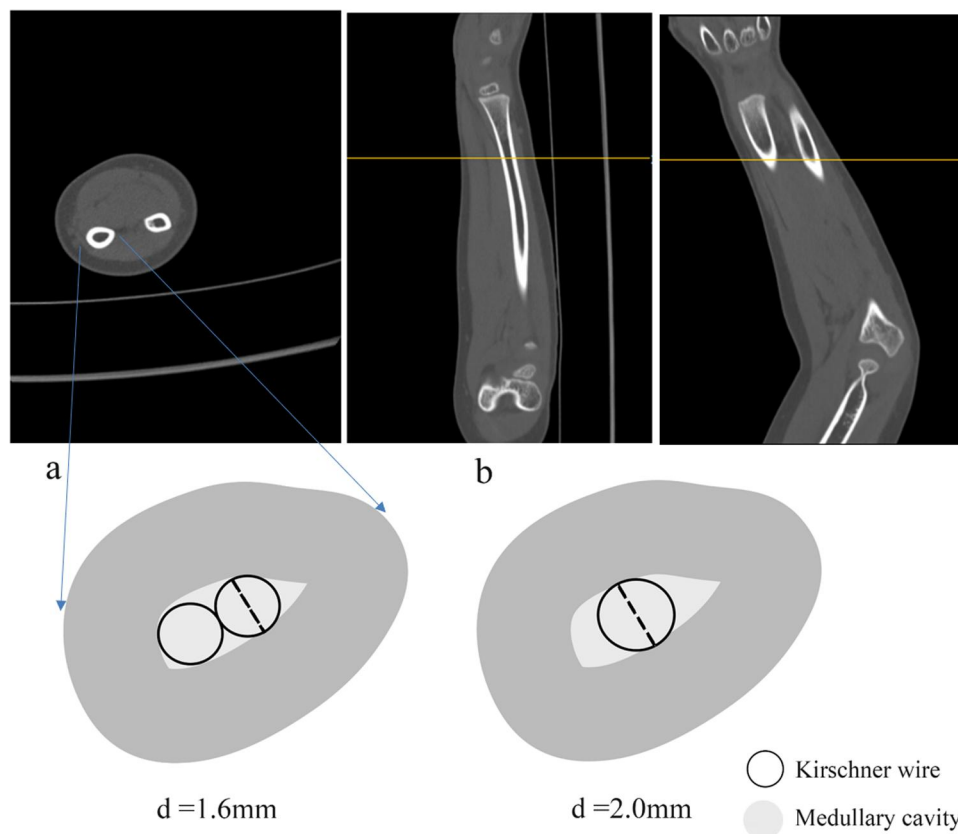 a
b
d =1.6mm
d =2.0mm
Kirschner wire
Medullary cavity